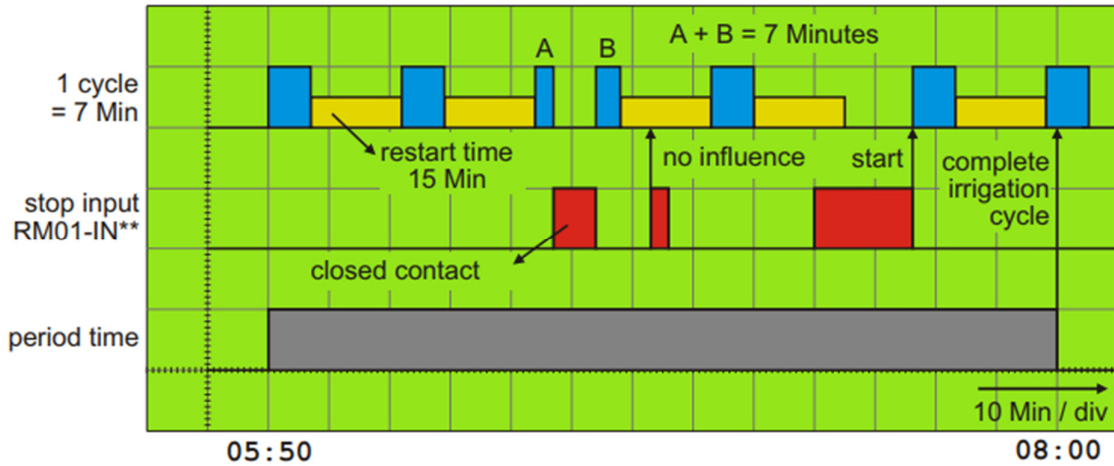 A B A + B = 7 Minutes
1 cycle
= 7 Min
restart time
15 Min
no influence
start
complete
irrigation
cycle
stop input
RM01-IN**
closed contact
period time
10 Min / div
05:50 08:00